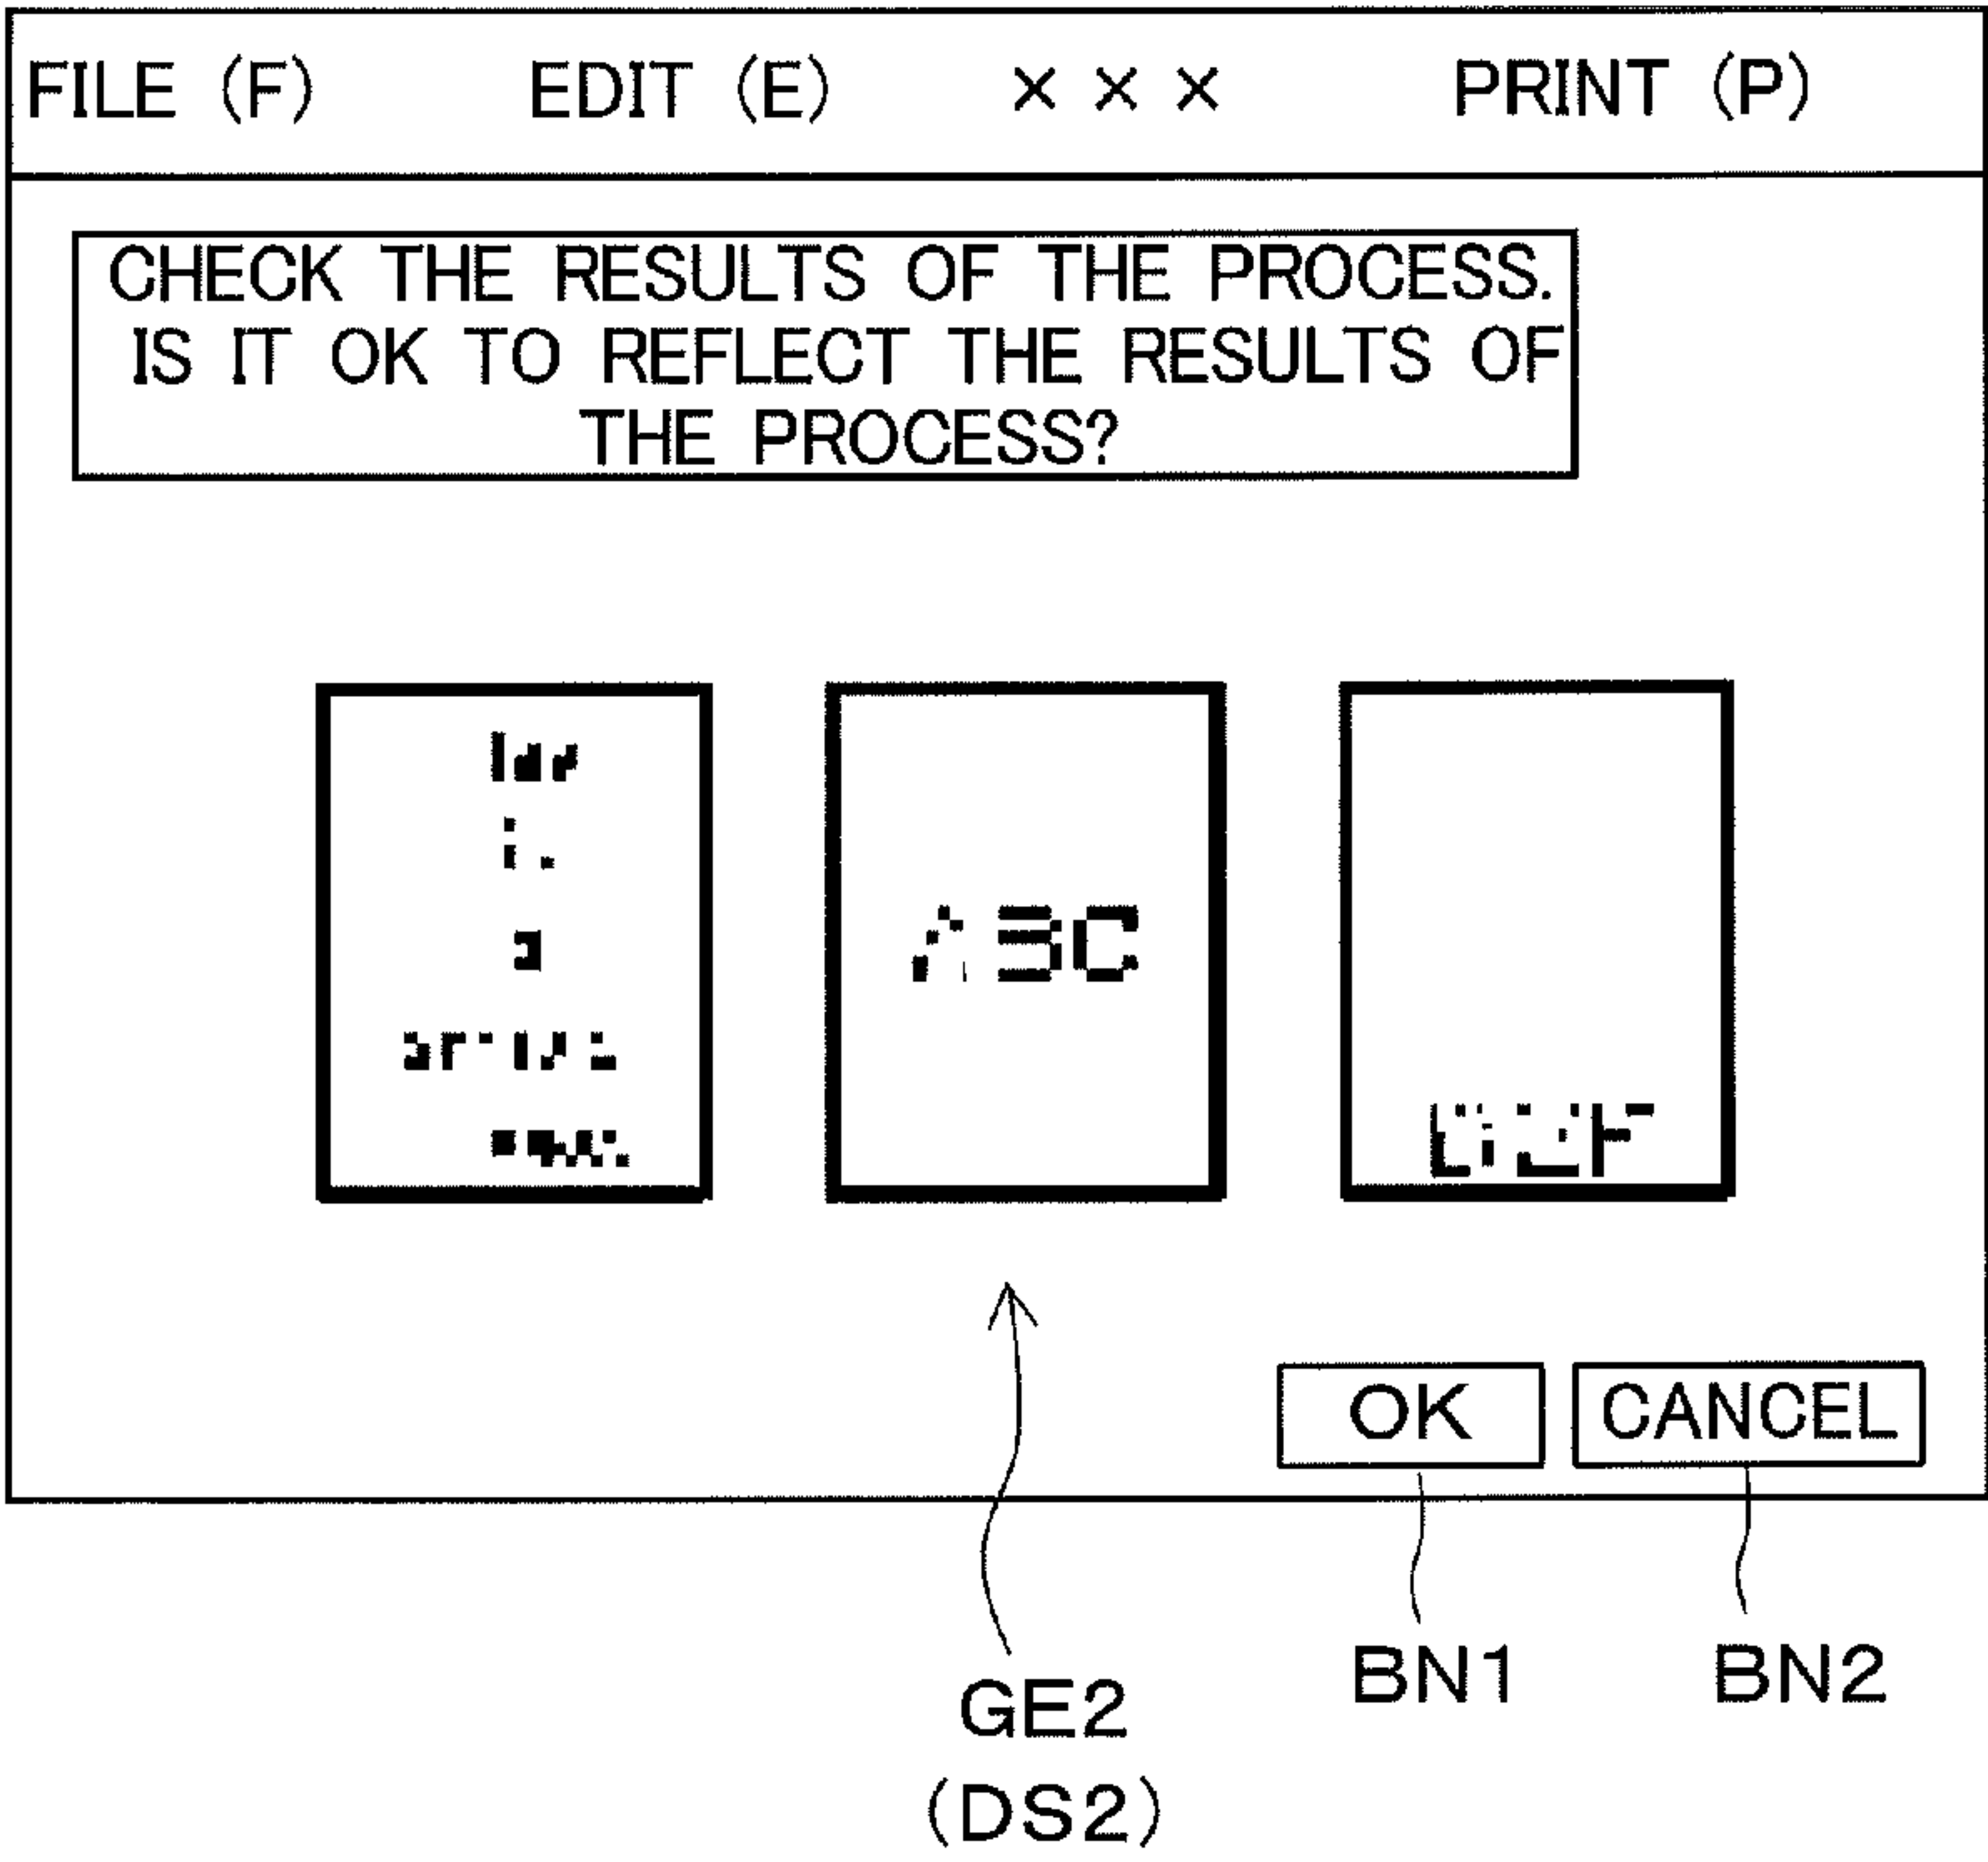 FILE (F) EDIT (E) × × × PRINT (P)
CHECK THE RESULTS OF THE PROCESS.
IS IT OK TO REFLECT THE RESULTS OF
THE PROCESS?
ABC
OK CANCEL
BN1 BN2
GE2
(DS2)